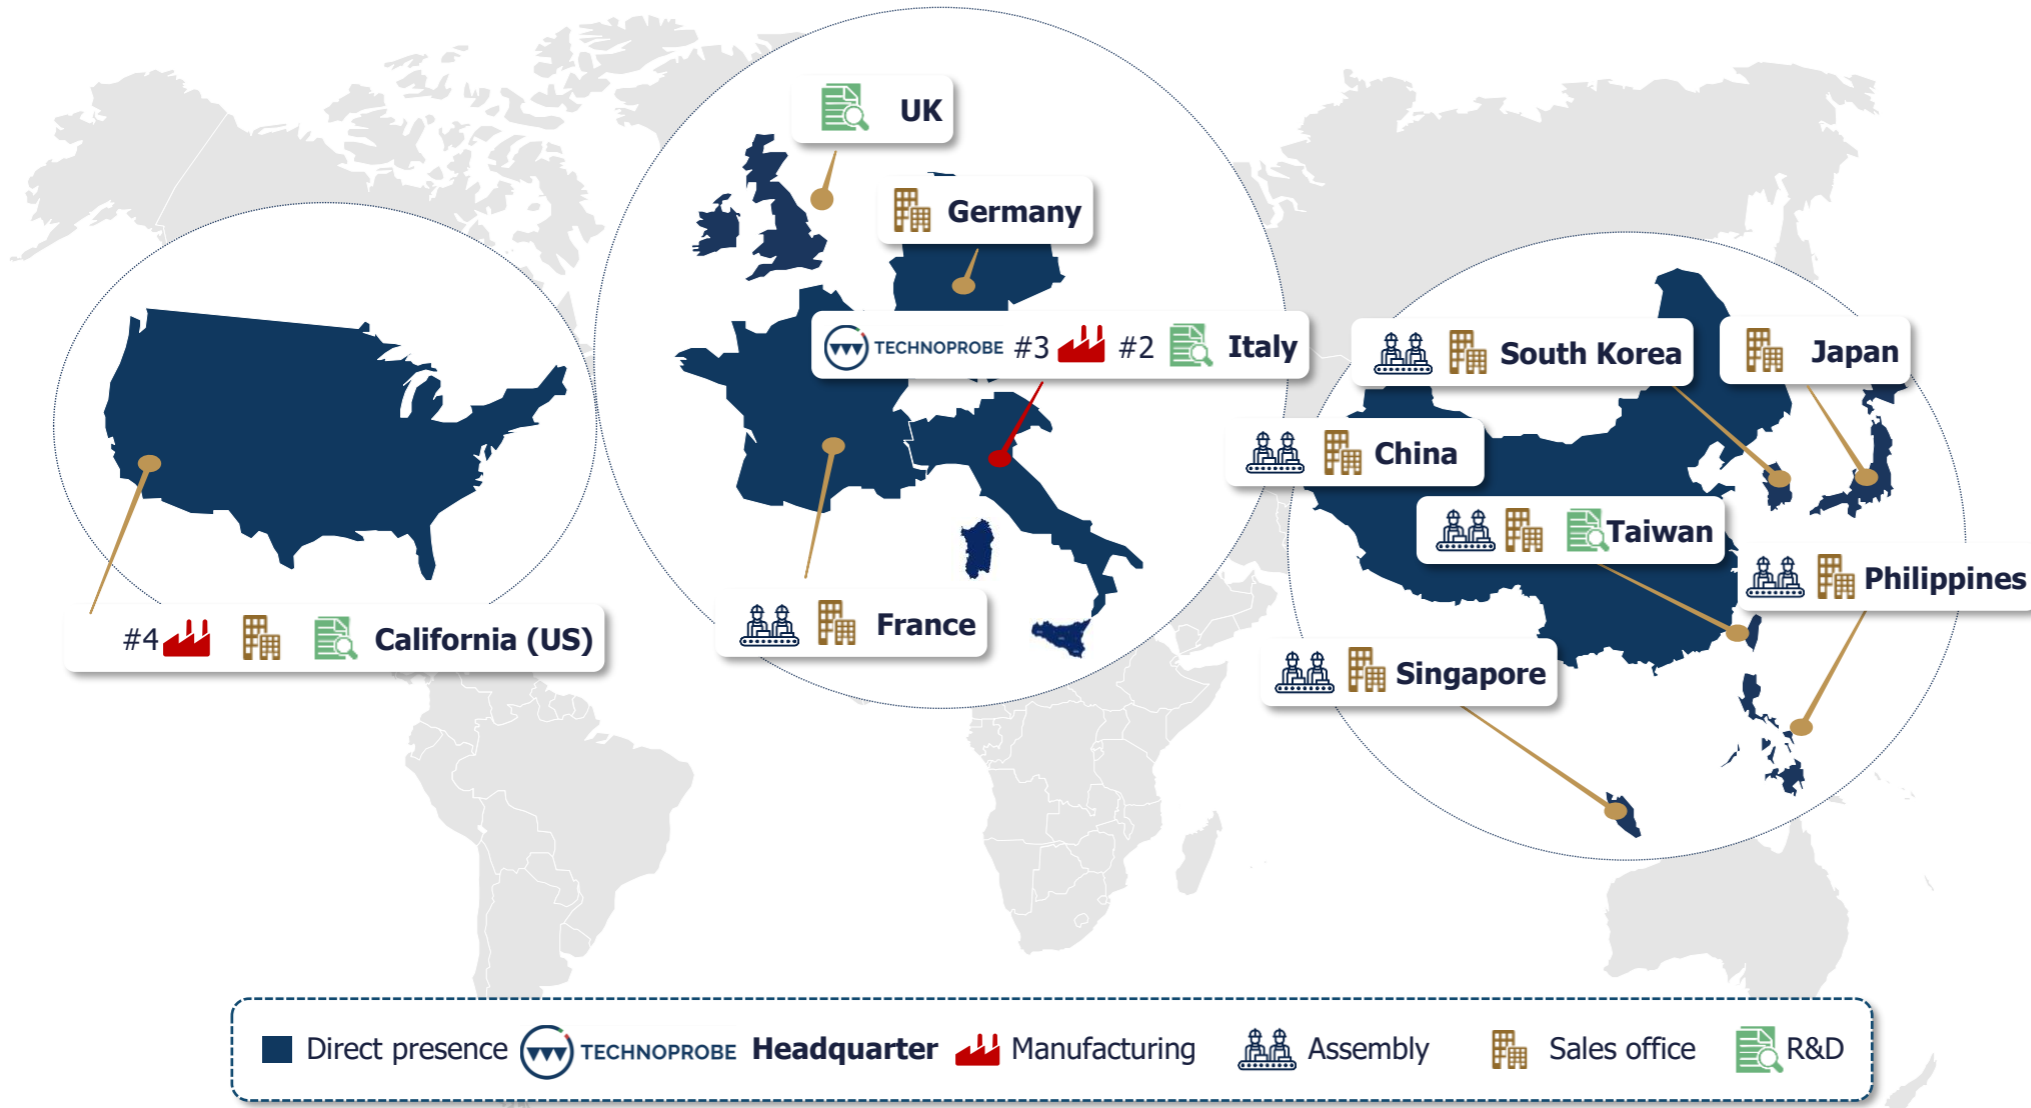 UK
Germany
TECHNOPROBE #3 #2 Italy
South Korea
Japan
China
Taiwan
Philippines
France
#4 California (US)
Singapore
Direct presence TECHNOPROBE Headquarter Manufacturing Assembly Sales office R&D